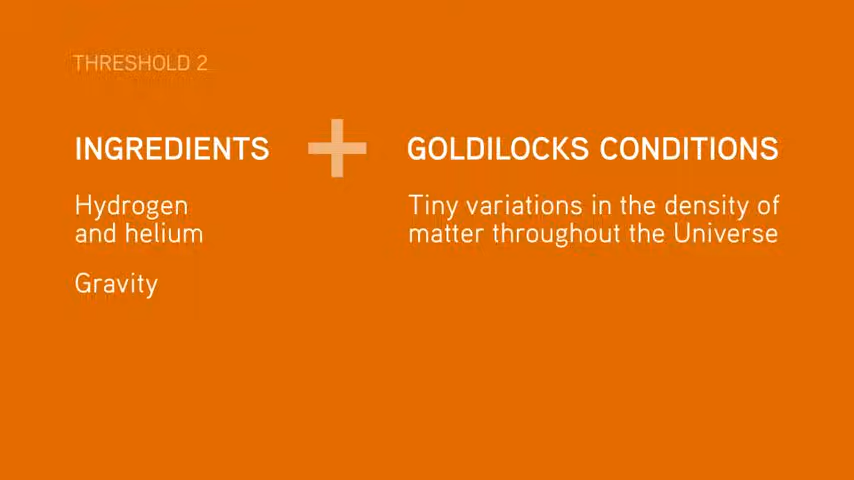 THRESHOLD 2
INGREDIENTS + GOLDILOCKS CONDITIONS
Hydrogen
and helium
Gravity
Tiny variations in the density of
matter throughout the Universe